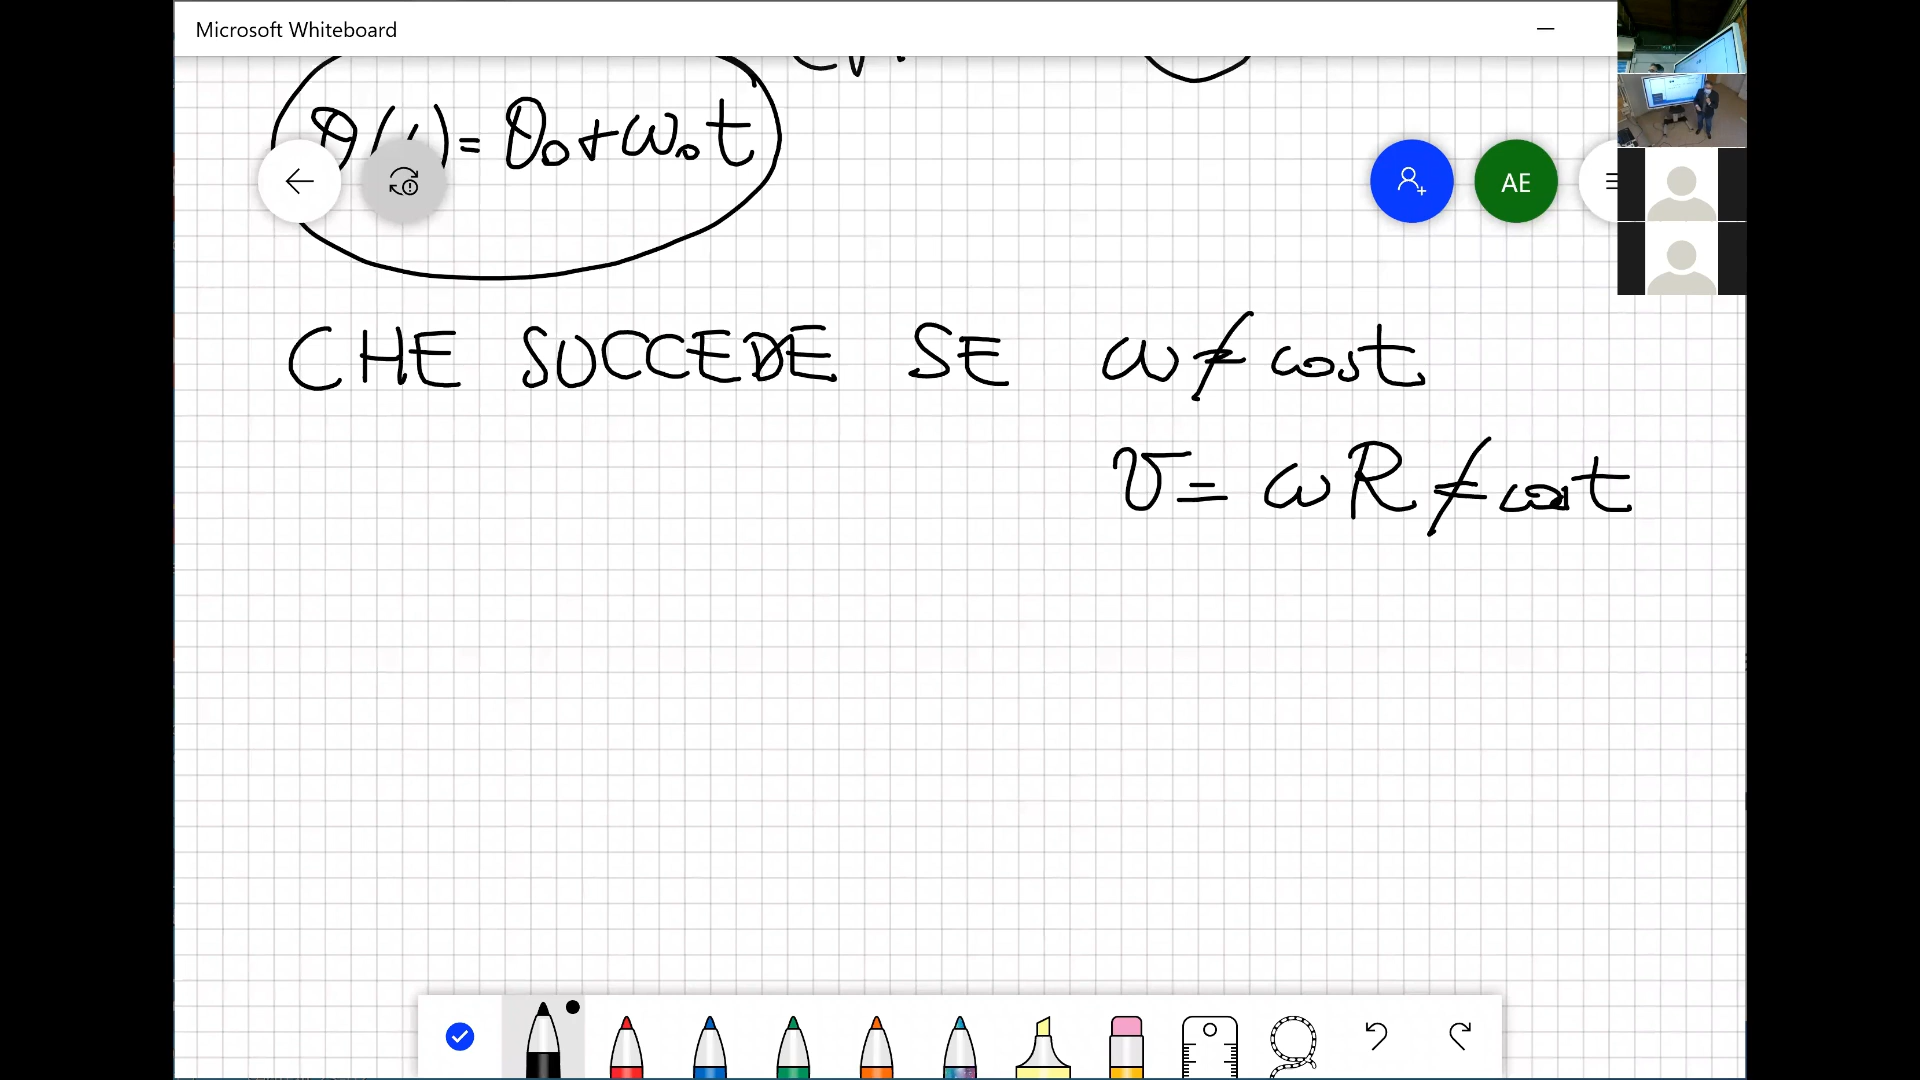 Microsoft Whiteboard
= θ₀+ω₀t
AE
CHE SUCCEDE SE ω ≠ cost
v = ωR ≠ cost